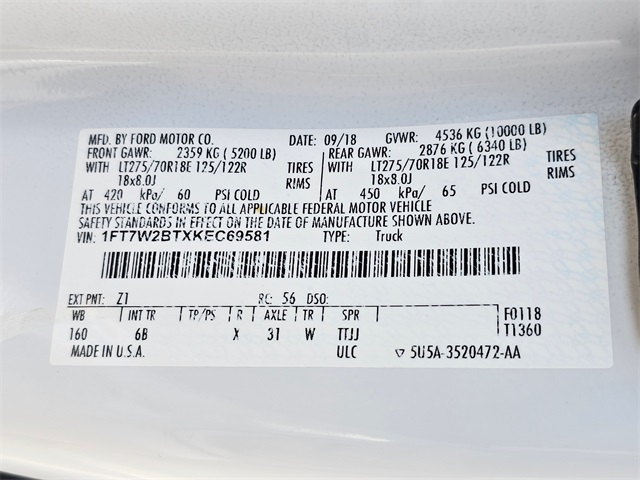 MFD. BY FORD MOTOR CO. DATE: 09/18 GVWR: 4536 KG (10000 LB)
FRONT GAWR: 2359 KG ( 5200 LB) REAR GAWR: 2876 KG ( 6340 LB)
WITH LT275/70R18E 125/122R TIRES WITH LT275/70R18E 125/122R TIRES
18x8.0J RIMS 18x8.0J RIMS
AT 420 kPa/ 60 PSI COLD AT 450 kPa/ 65 PSI COLD
THIS VEHICLE CONFORMS TO ALL APPLICABLE FEDERAL MOTOR VEHICLE
SAFETY STANDARDS IN EFFECT ON THE DATE OF MANUFACTURE SHOWN ABOVE.
VIN: 1FT7W2BTXKEC69581 TYPE: Truck
EXT PNT: Z1 RC: 56 DSO:
WB INT TR TP/PS R AXLE TR SPR F0118
160 6B X 31 W TTJJ T1360
MADE IN U.S.A. ULC 5U5A-3520472-AA